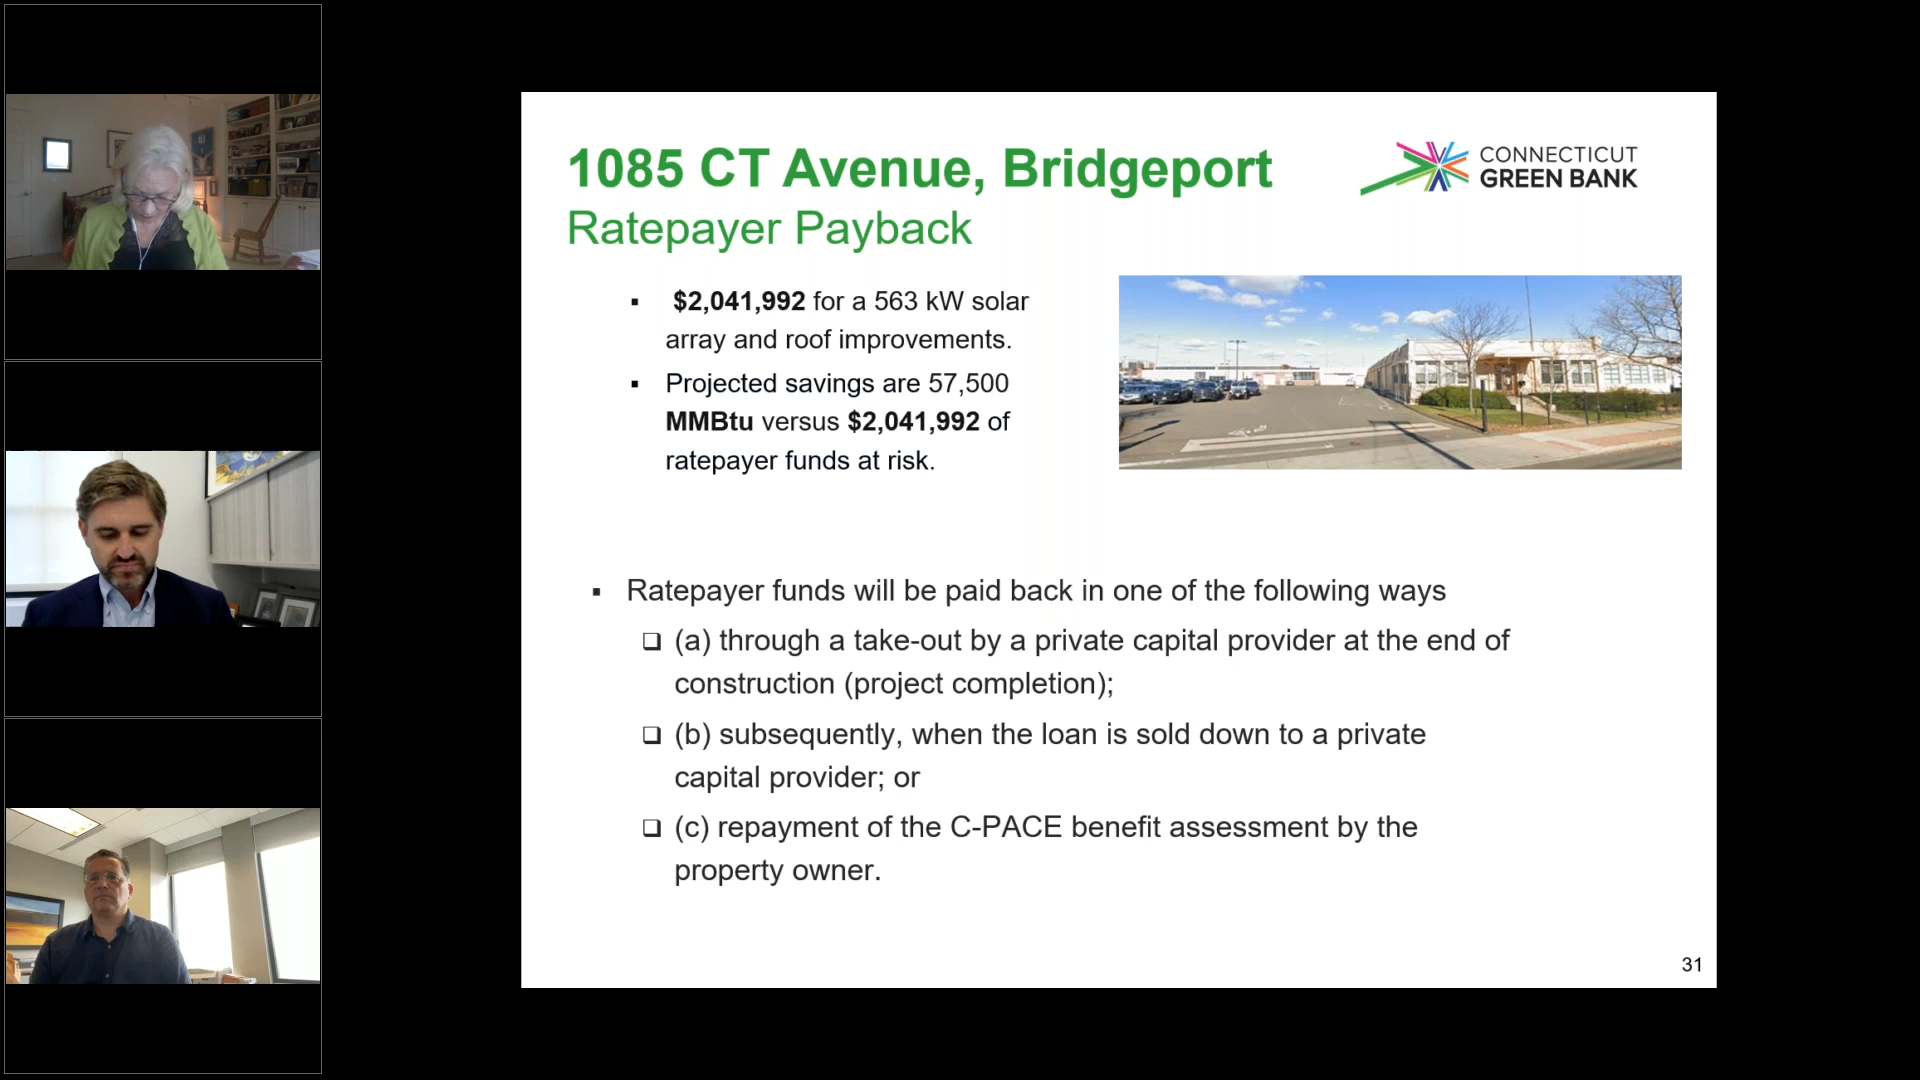 1085 CT Avenue, Bridgeport
Ratepayer Payback
CONNECTICUT
GREEN BANK
▪ $2,041,992 for a 563 kW solar
array and roof improvements.
▪ Projected savings are 57,500
MMBtu versus $2,041,992 of
ratepayer funds at risk.
▪ Ratepayer funds will be paid back in one of the following ways
❑ (a) through a take-out by a private capital provider at the end of
construction (project completion);
❑ (b) subsequently, when the loan is sold down to a private
capital provider; or
❑ (c) repayment of the C-PACE benefit assessment by the
property owner.
31